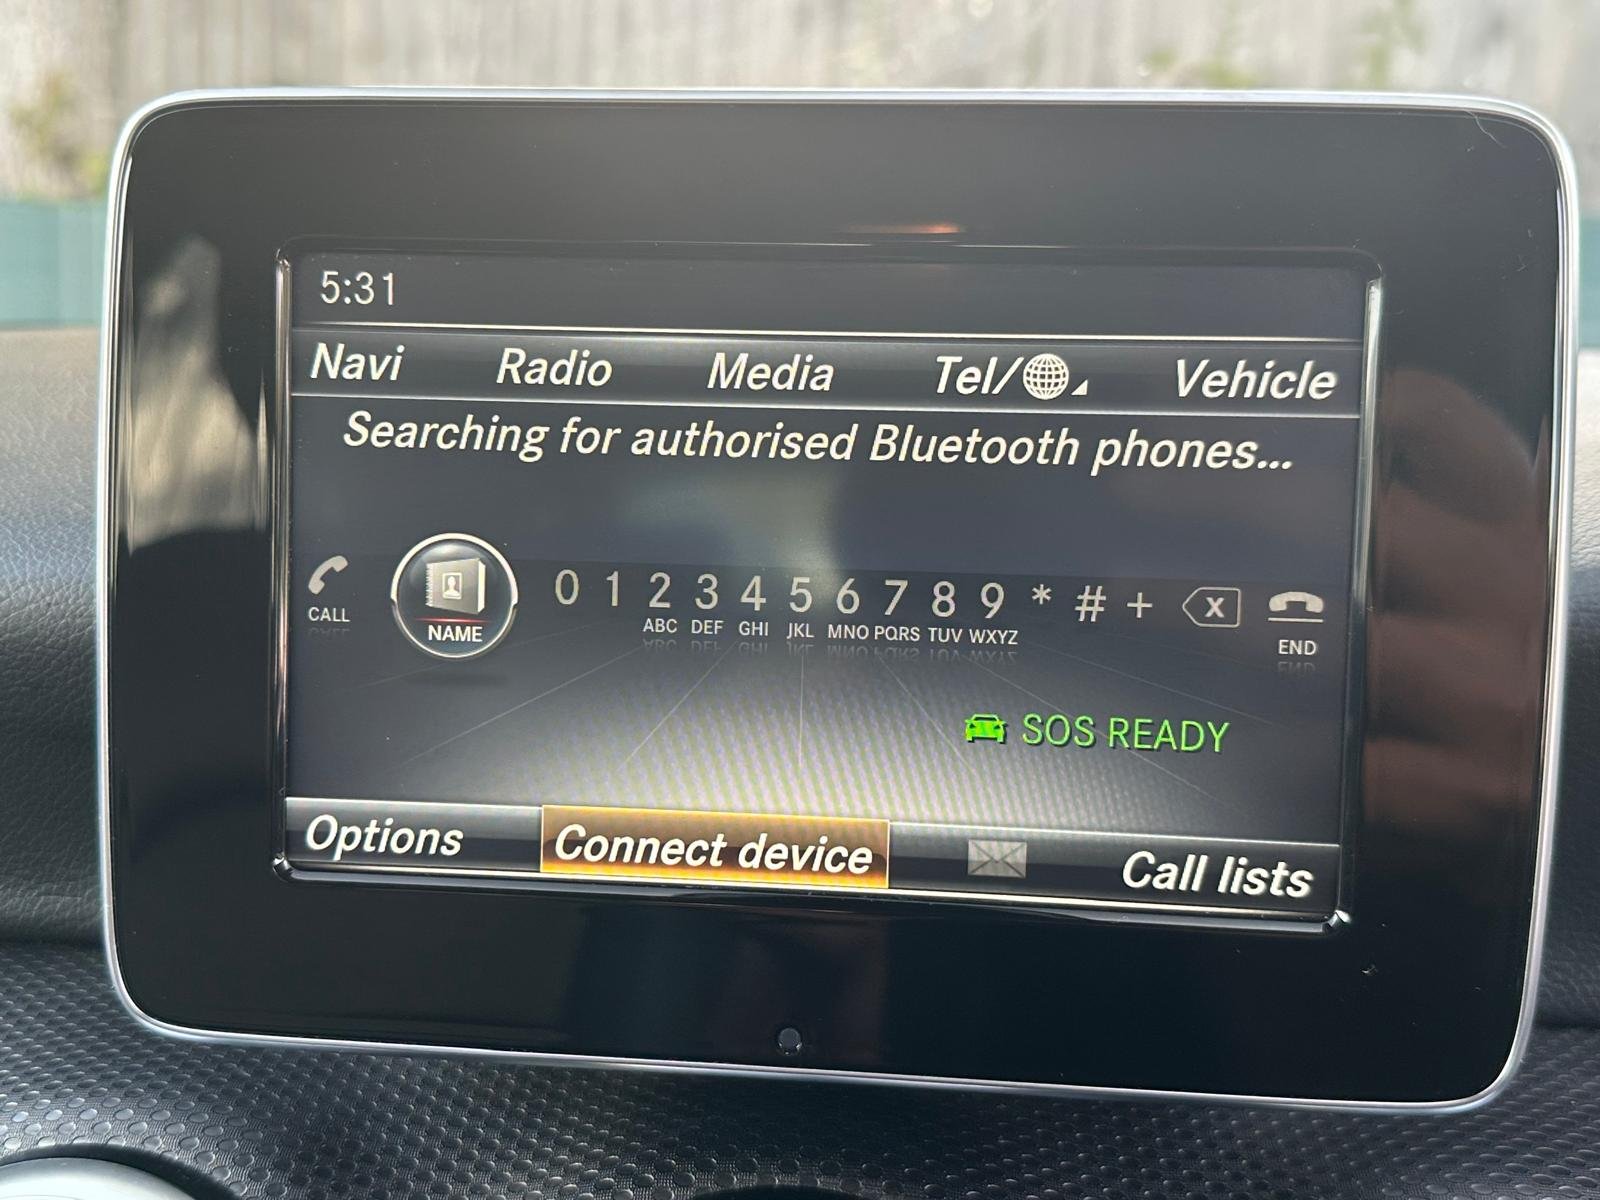 5:31
Navi Radio Media Tel/ Vehicle
Searching for authorised Bluetooth phones...
0 1 2 3 4 5 6 7 8 9 * # + X
CALL NAME ABC DEF GHI JKL MNO PQRS TUV WXYZ END
SOS READY
Options Connect device Call lists